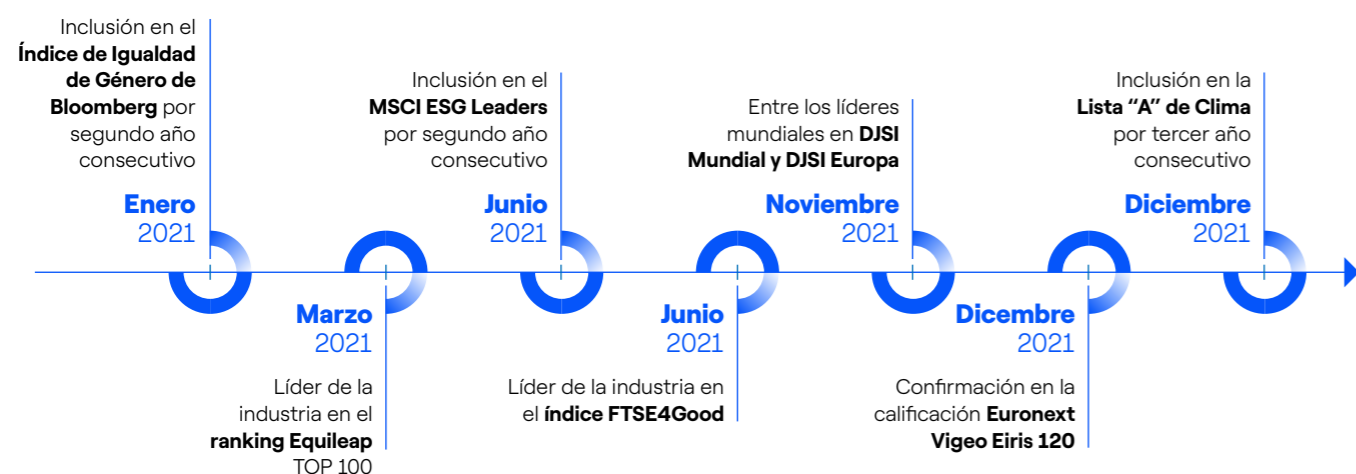 Inclusión en el
Índice de Igualdad
de Género de
Bloomberg por
segundo año
consecutivo
Enero
2021
Marzo
2021
Líder de la
industria en el
ranking Equileap
TOP 100
Inclusión en el
MSCI ESG Leaders
por segundo año
consecutivo
Junio
2021
Junio
2021
Líder de la industria en
el índice FTSE4Good
Entre los líderes
mundiales en DJSI
Mundial y DJSI Europa
Noviembre
2021
Dicembre
2021
Confirmación en la
calificación Euronext
Vigeo Eiris 120
Inclusión en la
Lista “A” de Clima
por tercer año
consecutivo
Diciembre
2021